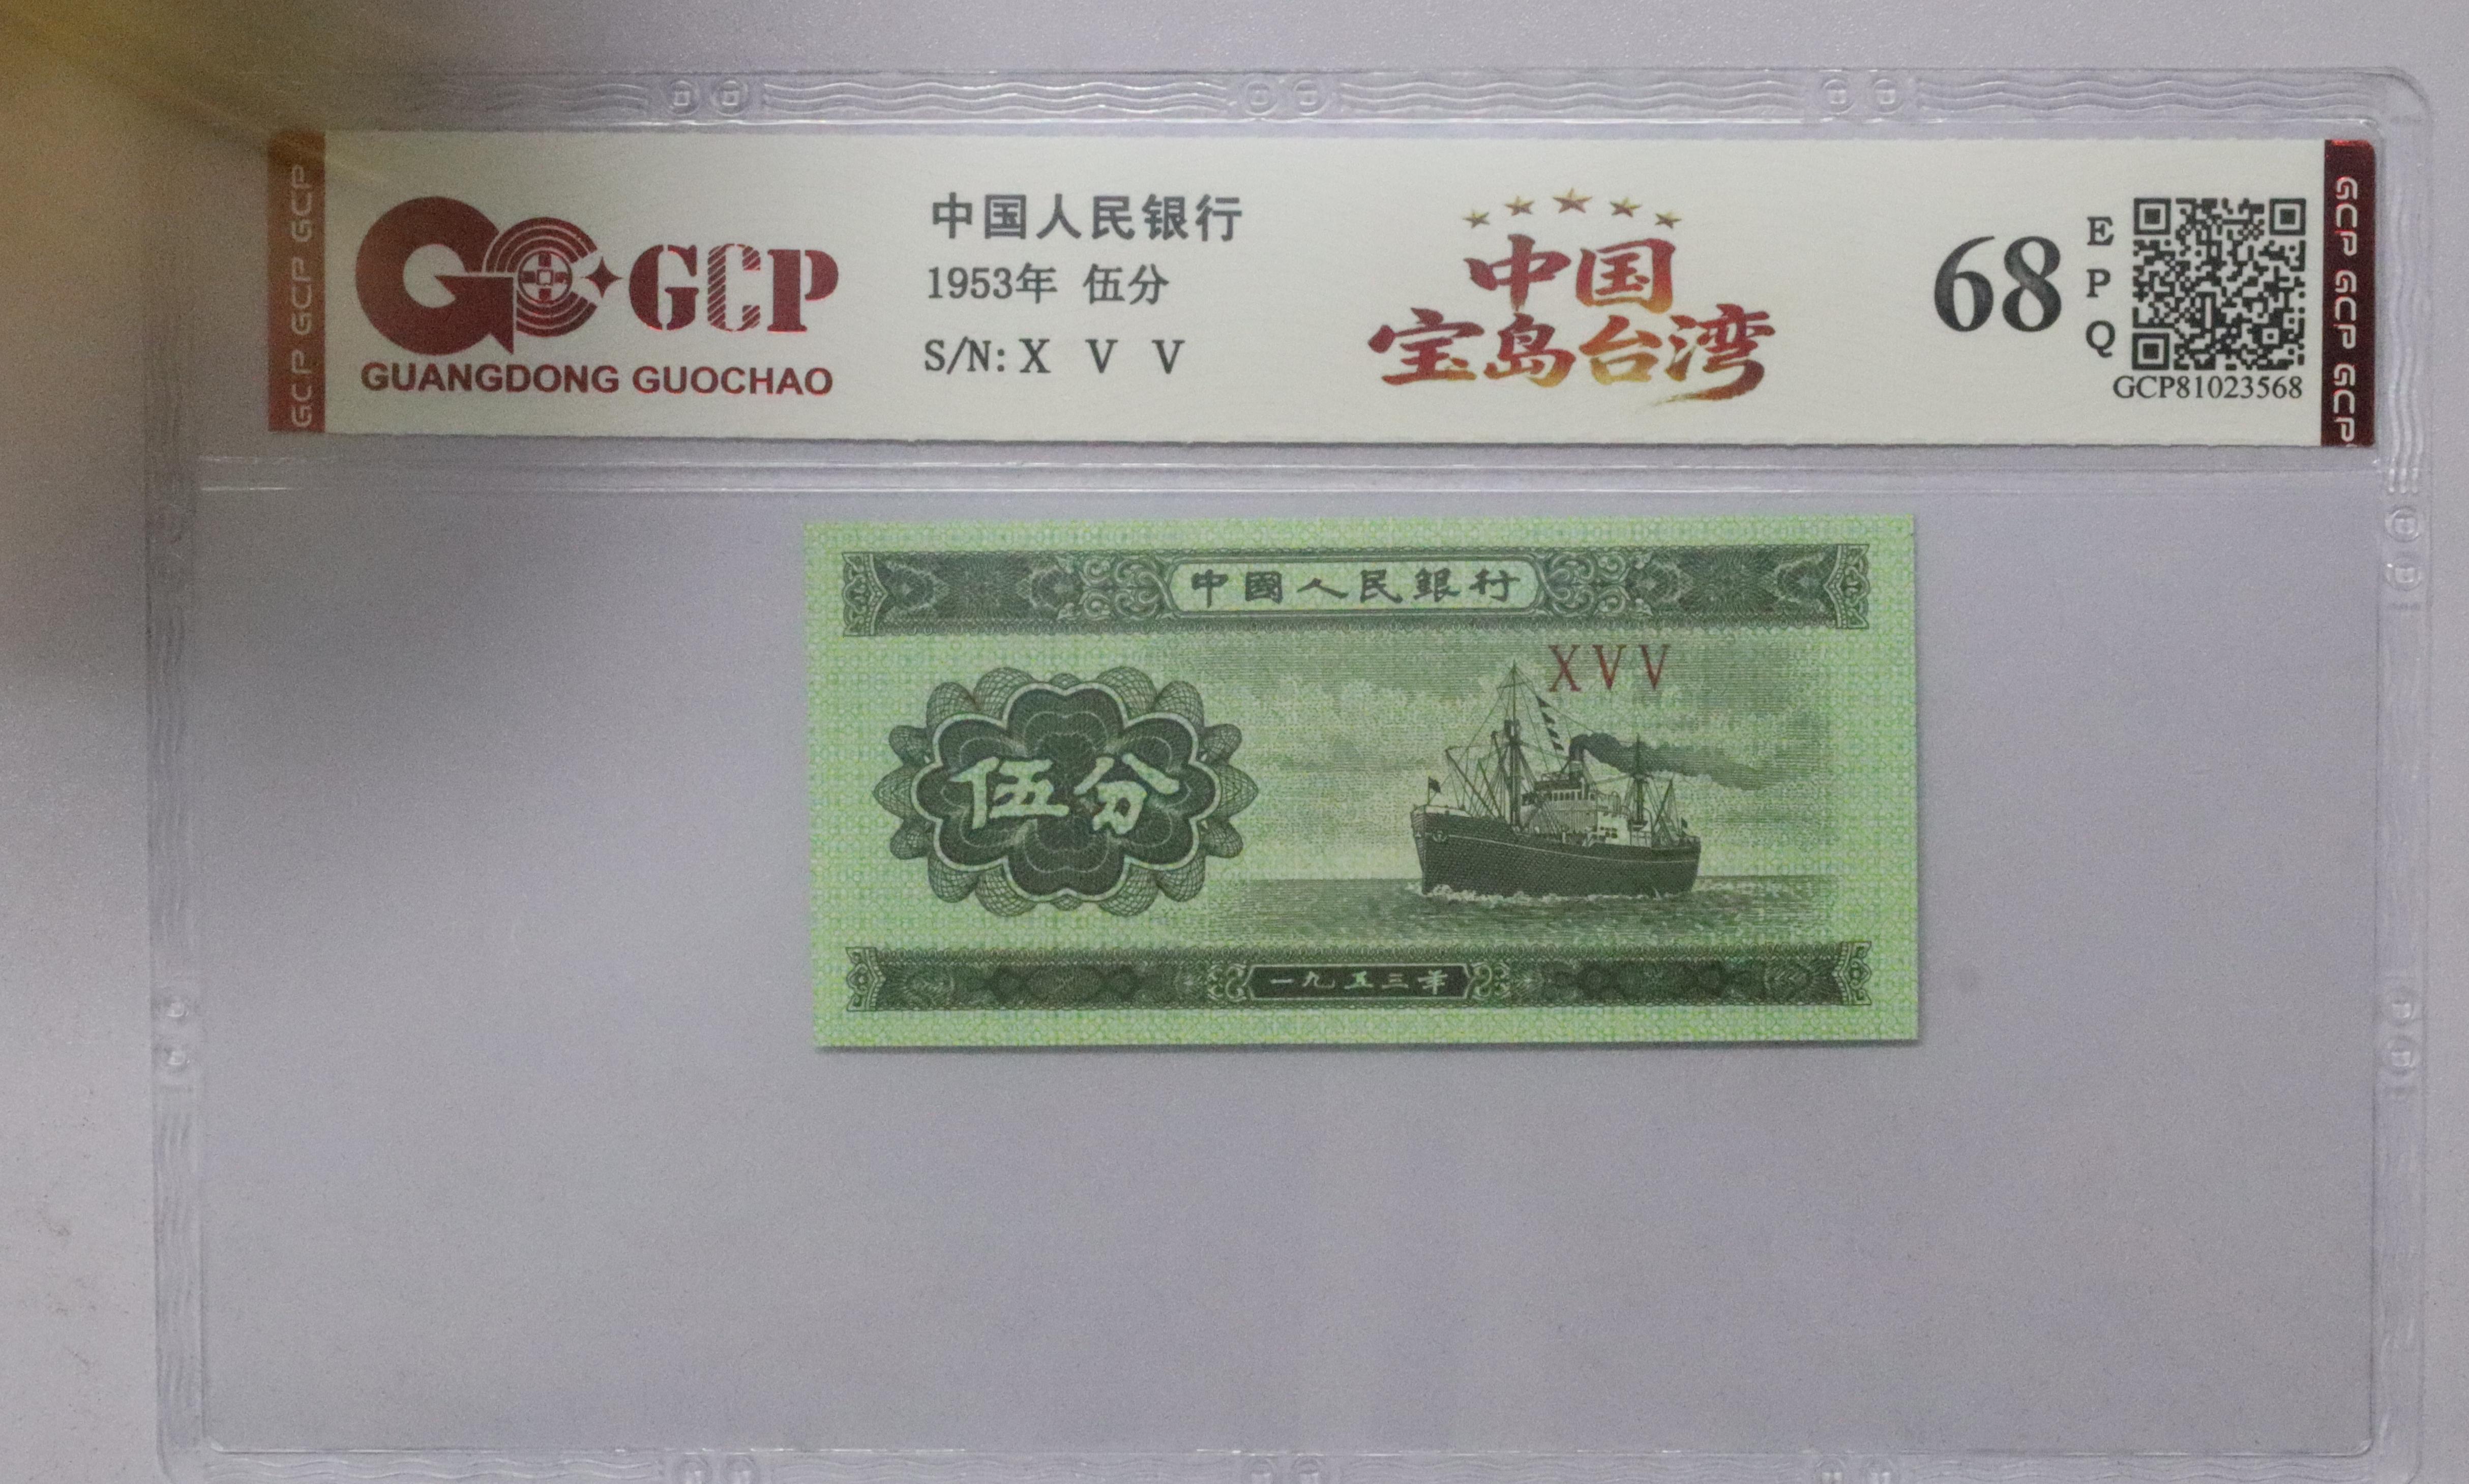 GCP GCP GCP
GC GCP
GUANGDONG GUOCHAO
中国人民银行
1953年 伍分
S/N: X V V
中国
宝岛台湾
68
E
P
Q
GCP81023568
GCP GCP GCP
中國人民銀行
XVV
伍分
一九五三年